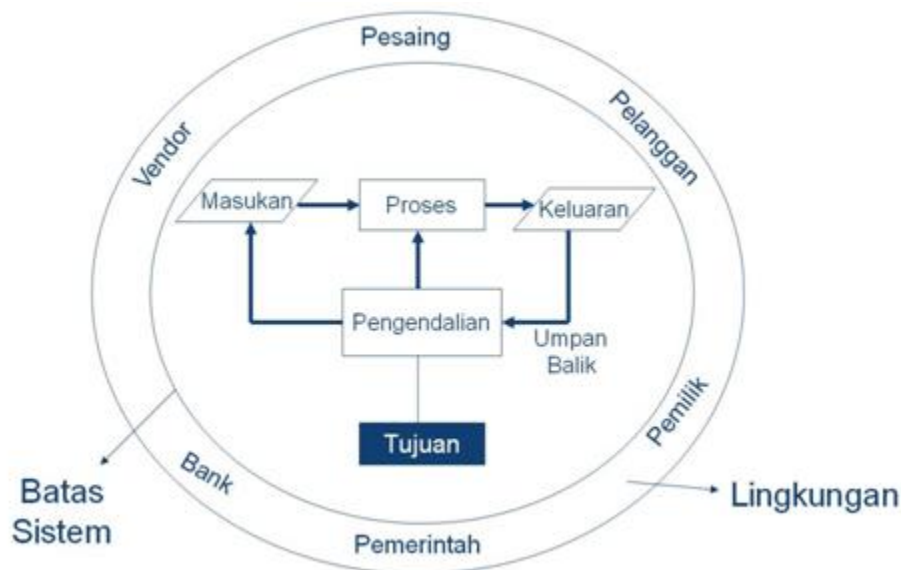 Pesaing
Vendor
Pelanggan
Masukan
Proses
Keluaran
Pengendalian
Umpan
Balik
Tujuan
Pemilik
Bank
Pemerintah
Batas
Sistem
Lingkungan